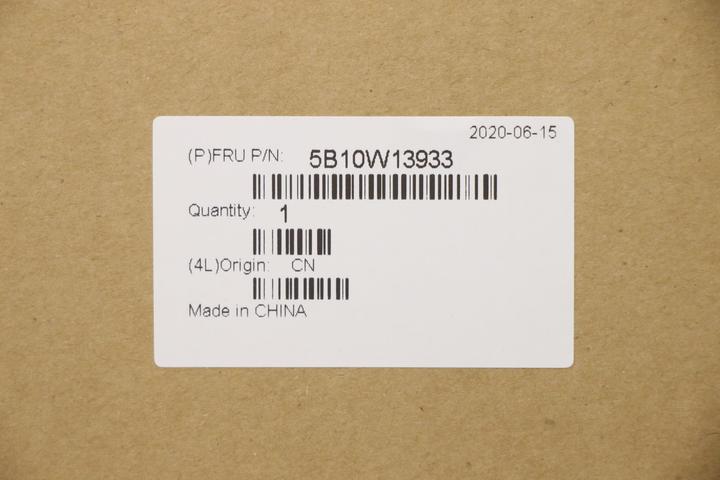 2020-06-15
(P)FRU P/N: 5B10W13933
Quantity: 1
(4L)Origin: CN
Made in CHINA